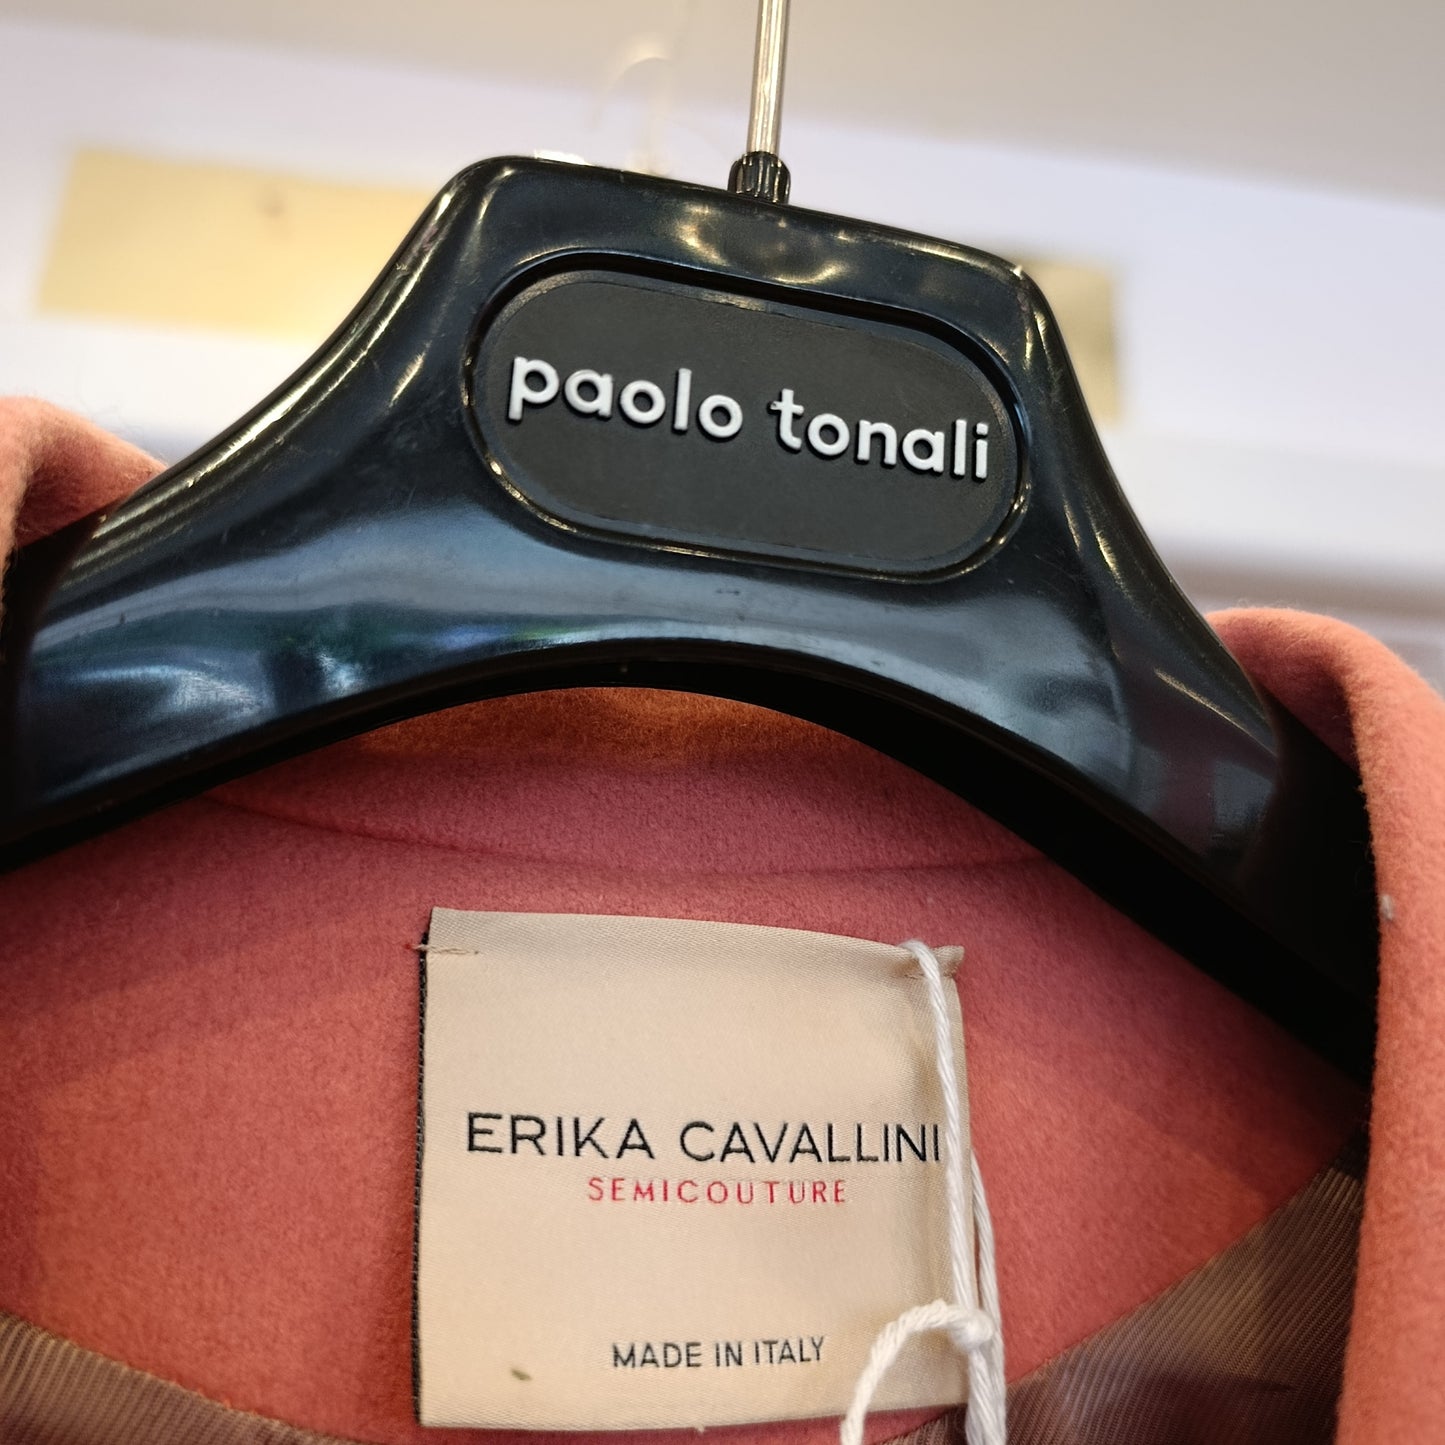 paolo tonali
ERIKA CAVALLINI
SEMICOUTURE
MADE IN ITALY